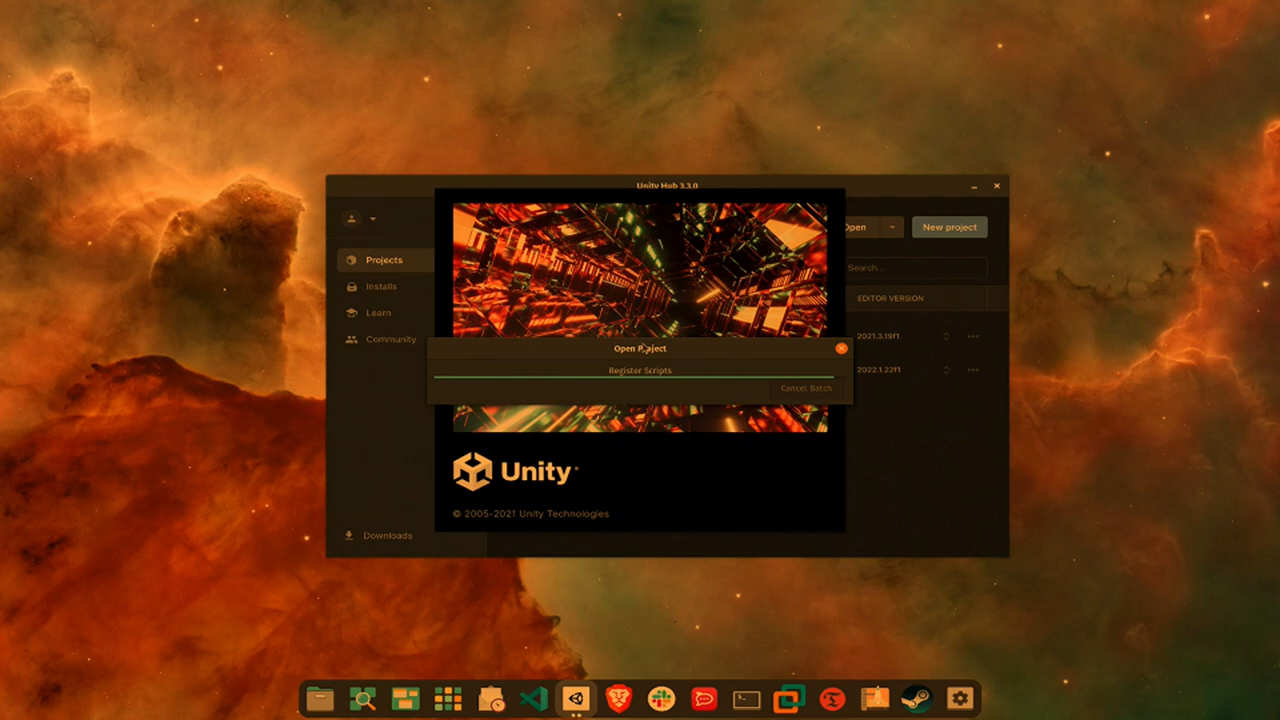 Unity Hub 3.3.0
Open
New project
Projects
Search...
Installs
EDITOR VERSION
Learn
2021.3.19f1
Community
Open Project
Register Scripts
2022.1.22f1
Cancel Batch
Unity
© 2005-2021 Unity Technologies
Downloads